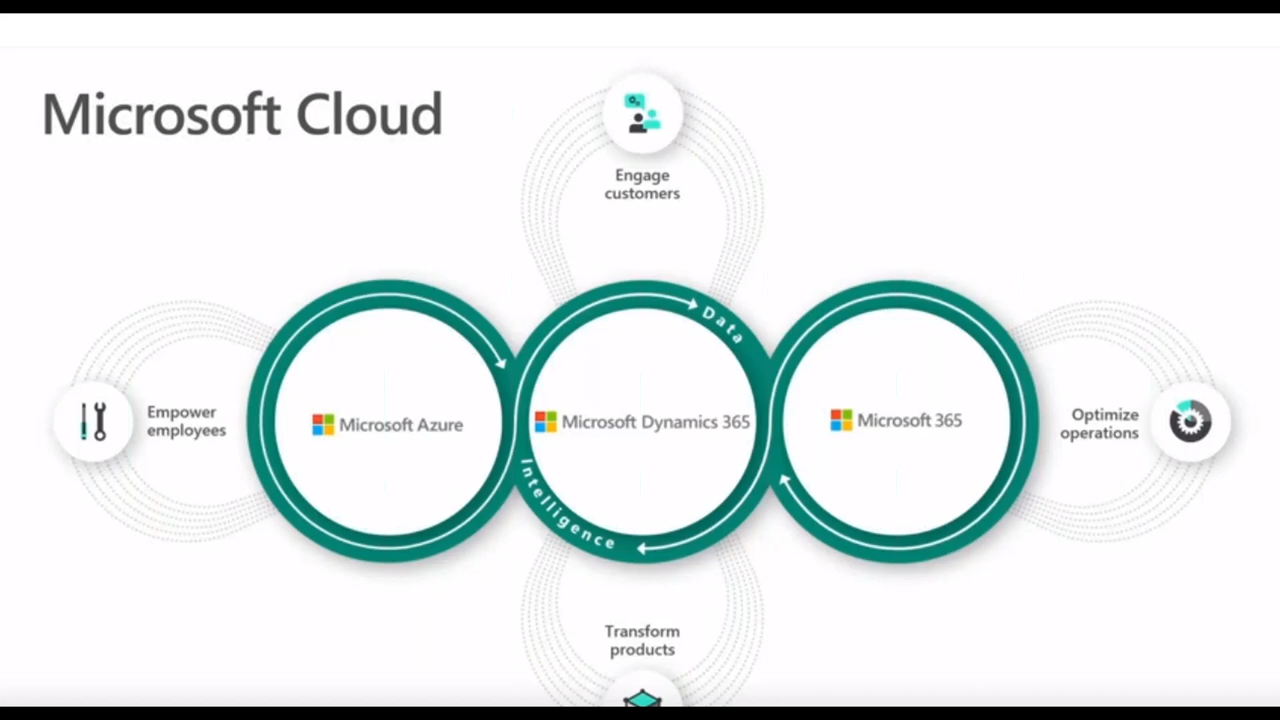 Microsoft Cloud
Engage
customers
Data
Empower
employees
Microsoft Azure
Microsoft Dynamics 365
Microsoft 365
Optimize
operations
Intelligence
Transform
products